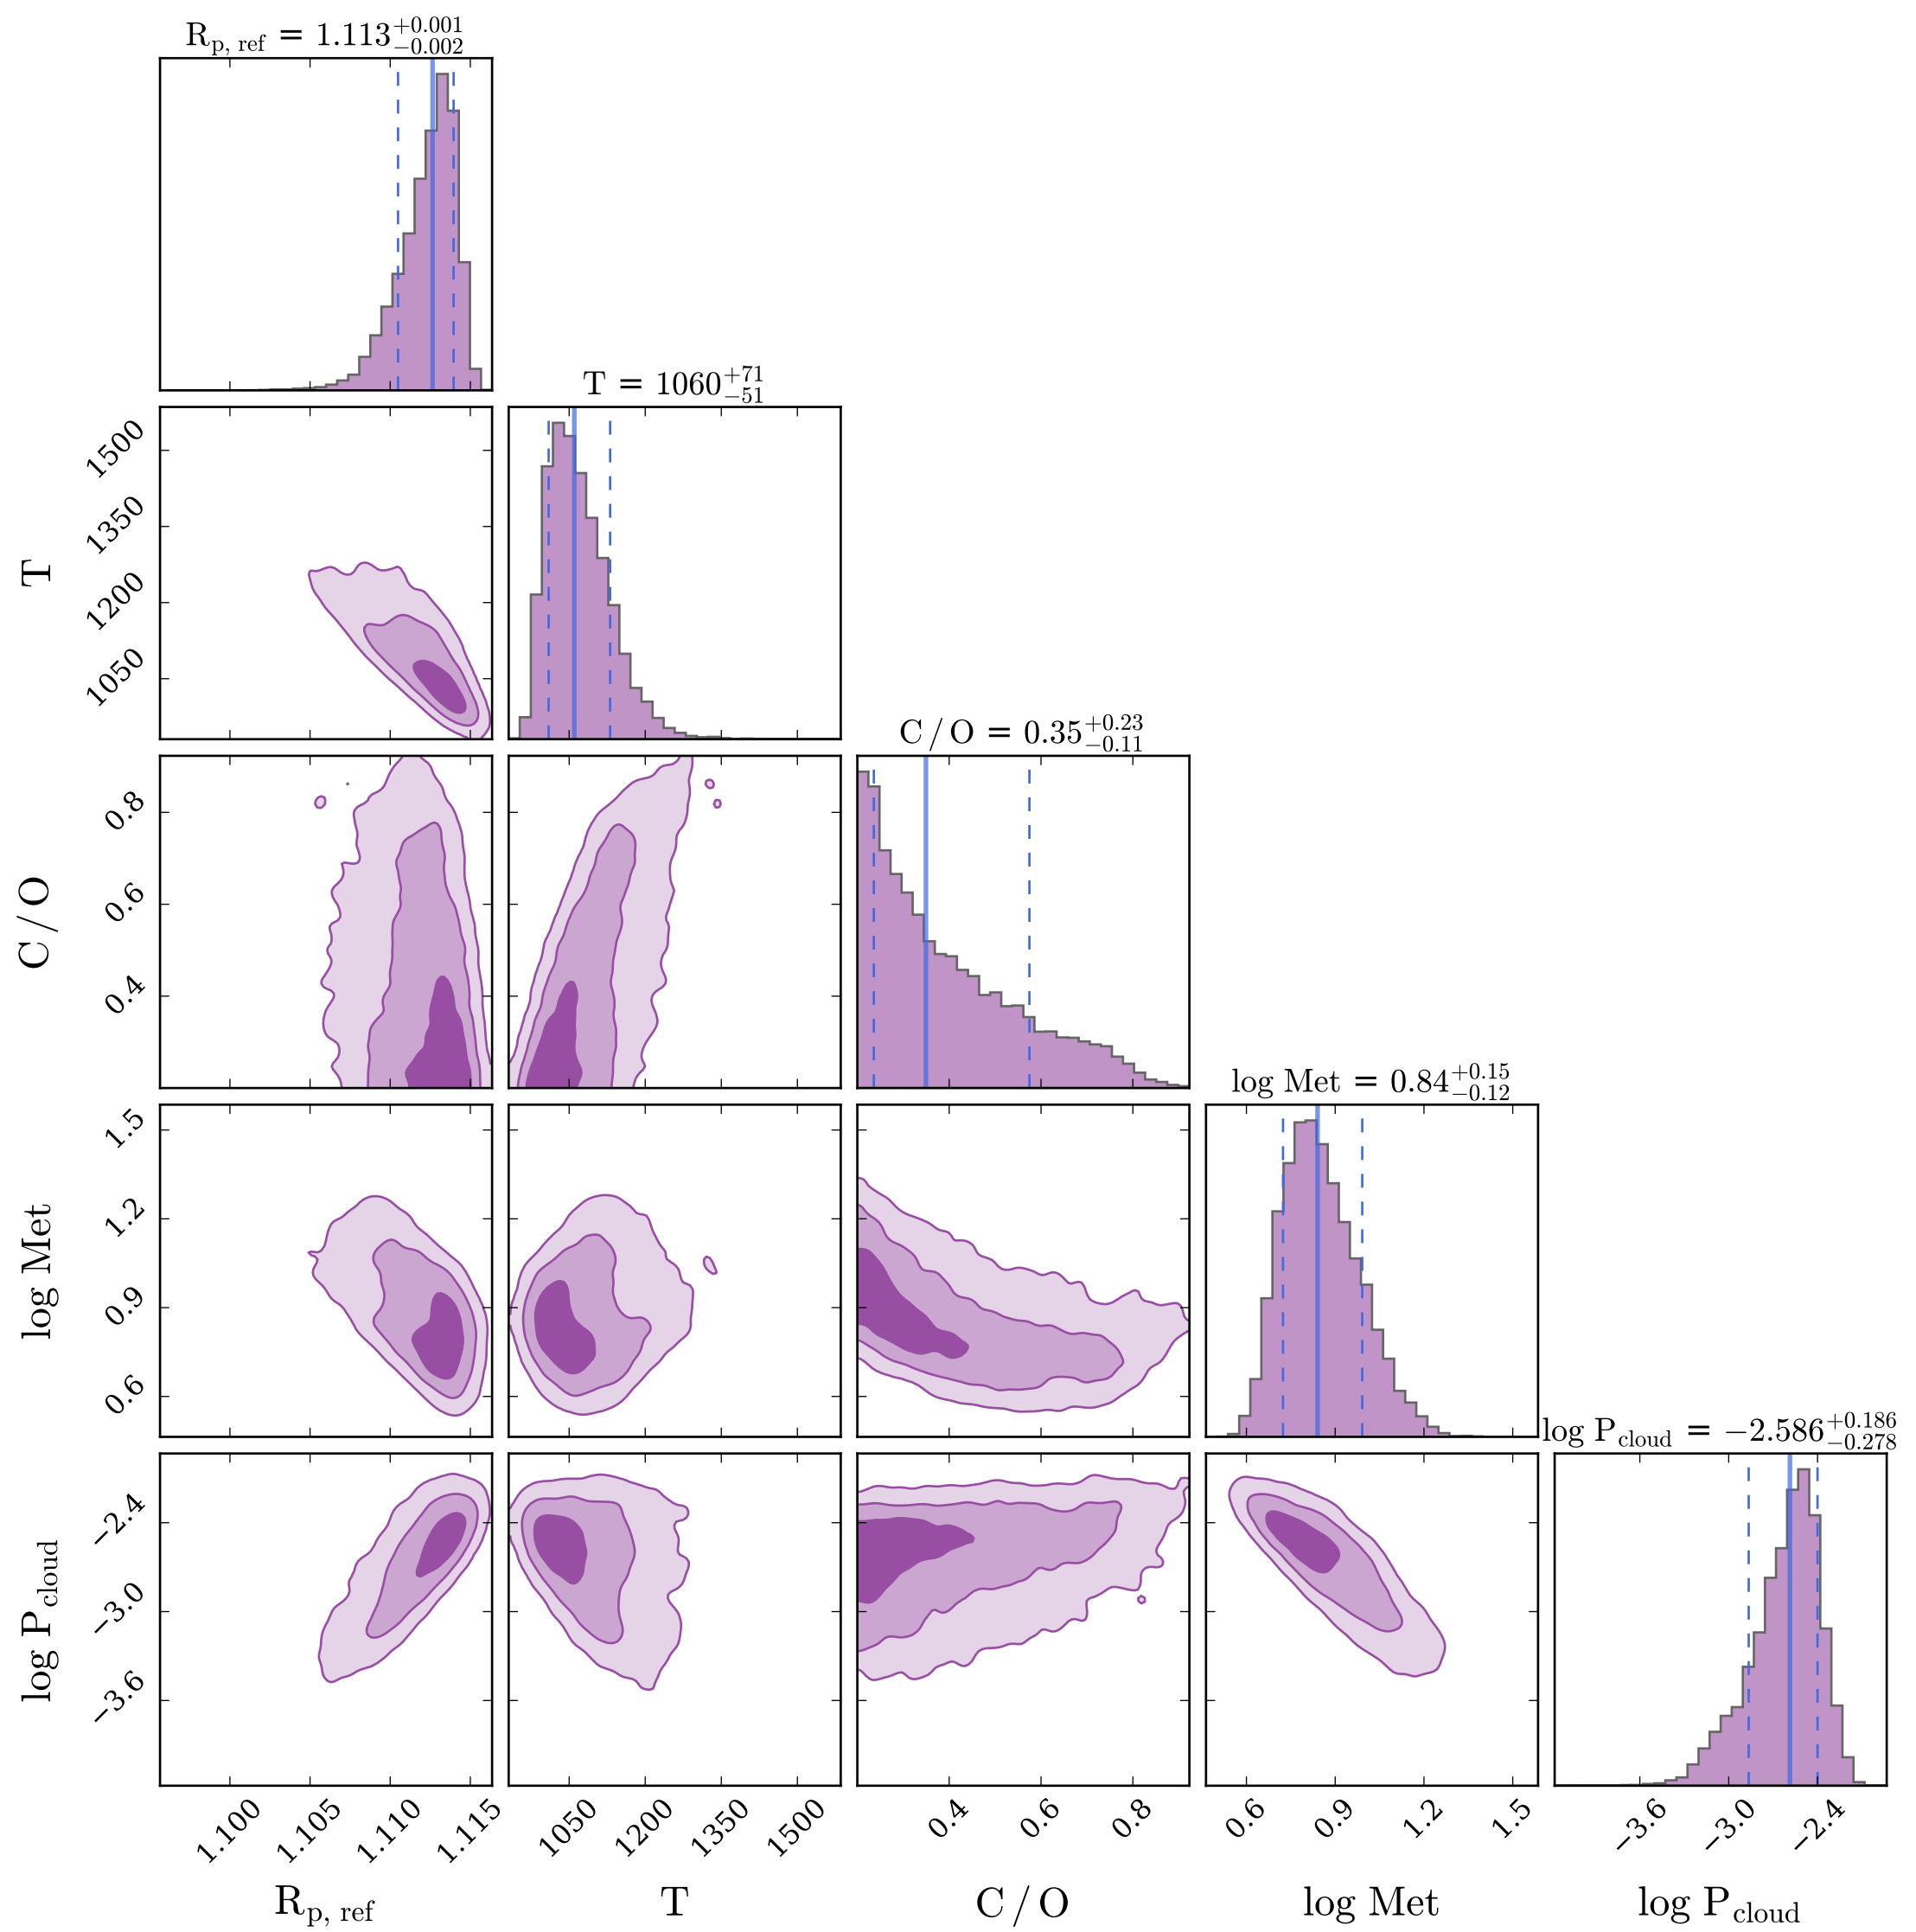 R_p, ref = 1.113 +0.001 −0.002
T = 1060 +71 −51
1500
1350
1200
1050
T
C / O = 0.35 +0.23 −0.11
0.8
0.6
0.4
C / O
log Met = 0.84 +0.15 −0.12
1.5
1.2
0.9
0.6
log Met
log P_cloud = −2.586 +0.186 −0.278
−2.4
−3.0
−3.6
log P_cloud
1.100 1.105 1.110 1.115 1050 1200 1350 1500 0.4 0.6 0.8 0.6 0.9 1.2 1.5 −3.6 −3.0 −2.4
R_p, ref T C / O log Met log P_cloud